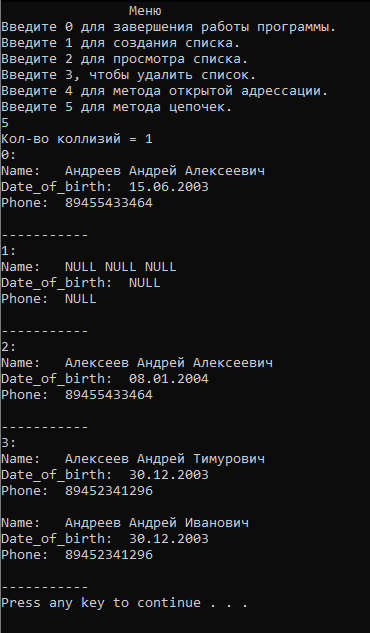 Меню
Введите 0 для завершения работы программы.
Введите 1 для создания списка.
Введите 2 для просмотра списка.
Введите 3, чтобы удалить список.
Введите 4 для метода открытой адрессации.
Введите 5 для метода цепочек.
5
Кол-во коллизий = 1
0:
Name:   Андреев Андрей Алексеевич
Date_of_birth:  15.06.2003
Phone:  89455433464
-----------
1:
Name:   NULL NULL NULL
Date_of_birth:  NULL
Phone:  NULL
-----------
2:
Name:   Алексеев Андрей Алексеевич
Date_of_birth:  08.01.2004
Phone:  89455433464
-----------
3:
Name:   Алексеев Андрей Тимурович
Date_of_birth:  30.12.2003
Phone:  89452341296
Name:   Андреев Андрей Иванович
Date_of_birth:  30.12.2003
Phone:  89452341296
-----------
Press any key to continue . . .